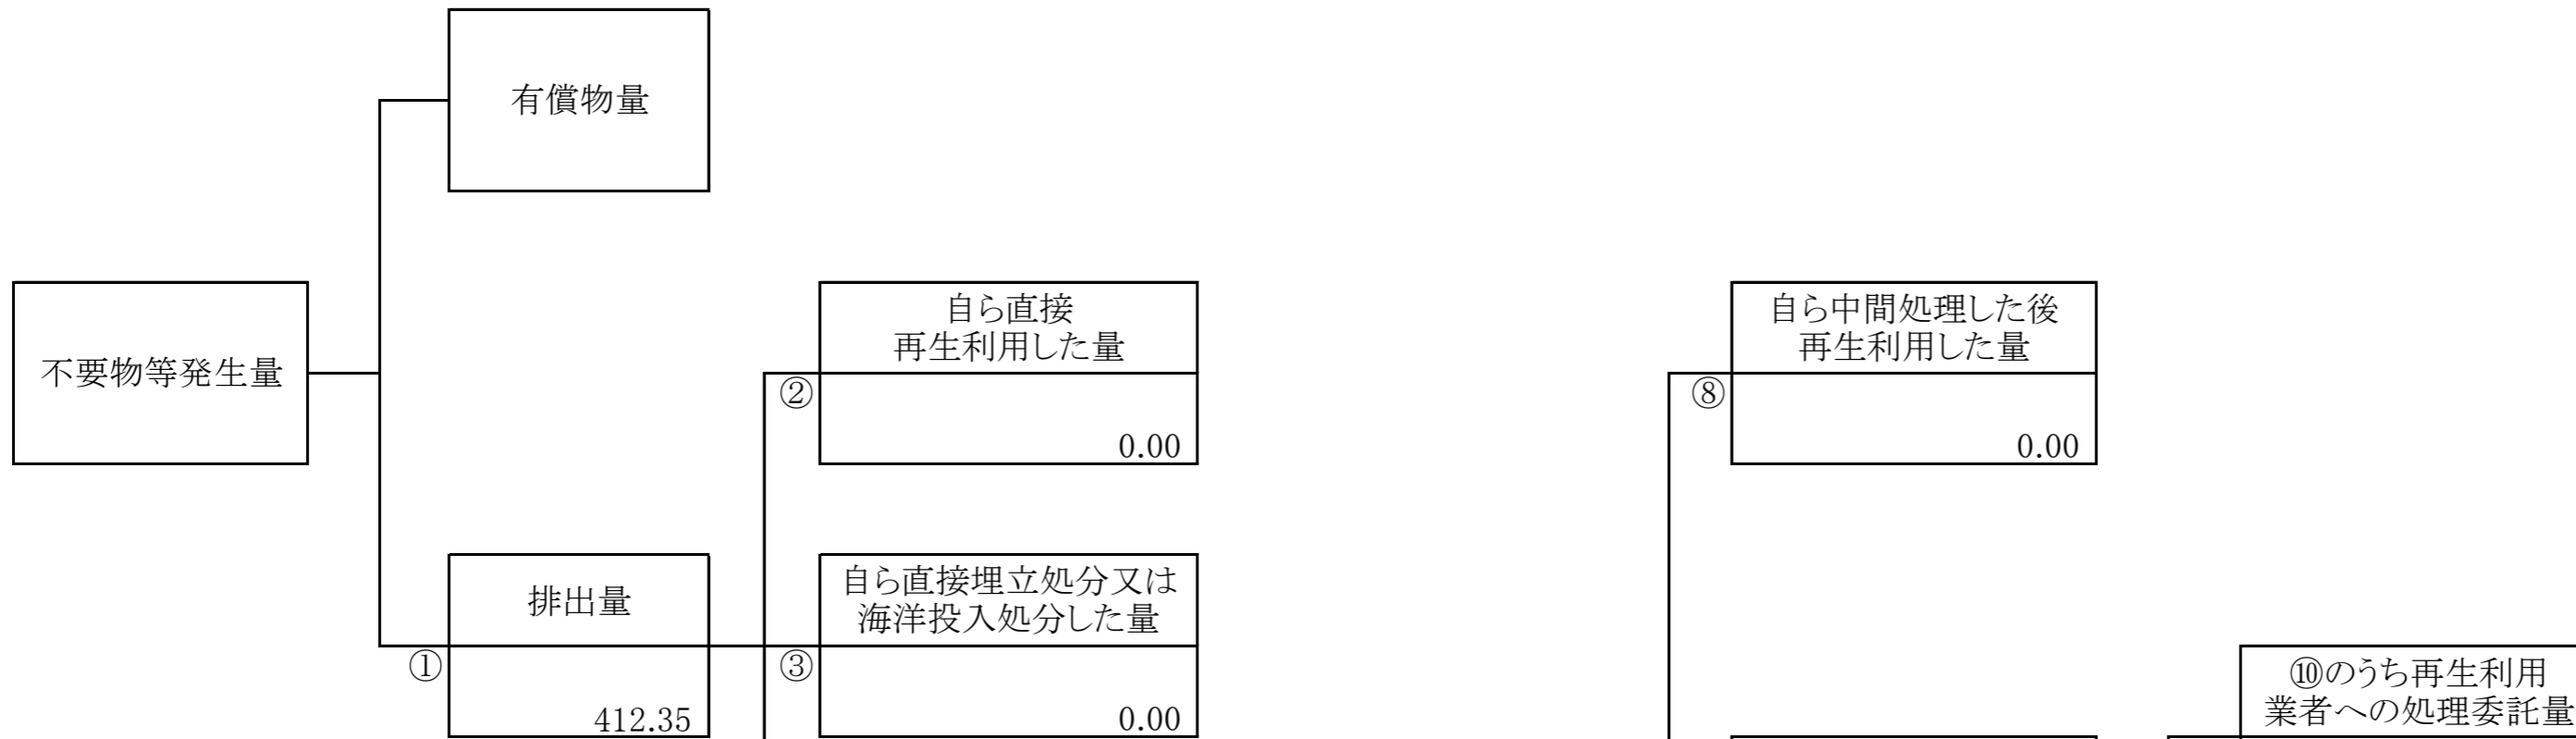 有償物量
不要物等発生量
自ら直接
再生利用した量
②
0.00
自ら中間処理した後
再生利用した量
⑧
0.00
排出量
①
412.35
自ら直接埋立処分又は
海洋投入処分した量
③
0.00
⑩のうち再生利用
業者への処理委託量